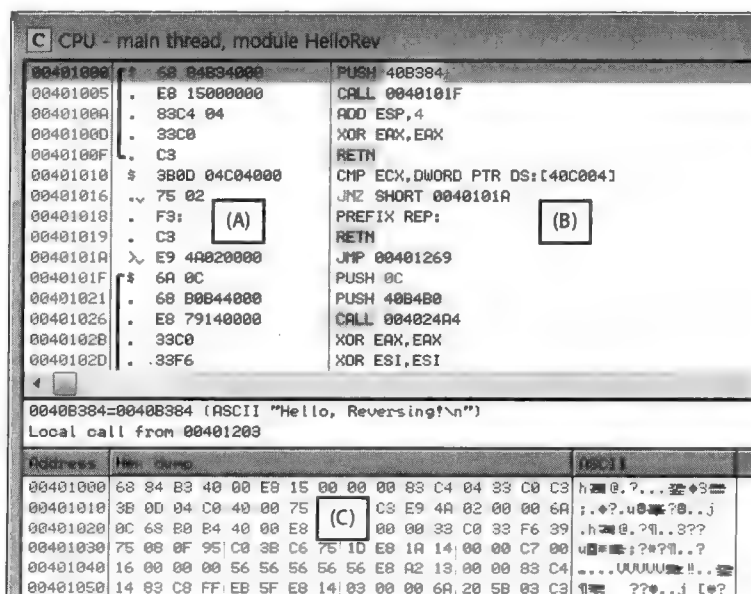 C CPU - main thread, module HelloRev
00401000 $ 68 84B34000 PUSH 40B384
00401005 . E8 15000000 CALL 0040101F
0040100A . 83C4 04 ADD ESP,4
0040100D . 33C0 XOR EAX,EAX
0040100F . C3 RETN
00401010 $ 3B0D 04C04000 CMP ECX,DWORD PTR DS:[40C004]
00401016 .v 75 02 JNZ SHORT 0040101A
00401018 . F3: (A) PREFIX REP: (B)
00401019 . C3 RETN
0040101A >v E9 4A020000 JMP 00401269
0040101F $ 6A 0C PUSH 0C
00401021 . 68 B0B44000 PUSH 40B4B0
00401026 . E8 79140000 CALL 004024A4
0040102B . 33C0 XOR EAX,EAX
0040102D . 33F6 XOR ESI,ESI
0040B384=0040B384 (ASCII "Hello, Reversing!\n")
Local call from 00401203
Address Hex dump ASCII
00401000 68 84 B3 40 00 E8 15 00 00 00 83 C4 04 33 C0 C3
00401010 3B 0D 04 C0 40 00 75 (C) C3 E9 4A 02 00 00 6A
00401020 0C 68 B0 B4 40 00 E8 00 00 33 C0 33 F6 39
00401030 75 08 0F 95 C0 3B C6 75 1D E8 1A 14 00 00 C7 00
00401040 16 00 00 00 56 56 56 56 56 E8 A2 13 00 00 83 C4
00401050 14 83 C8 FF EB 5F E8 14 03 00 00 6A 20 5B 03 C3